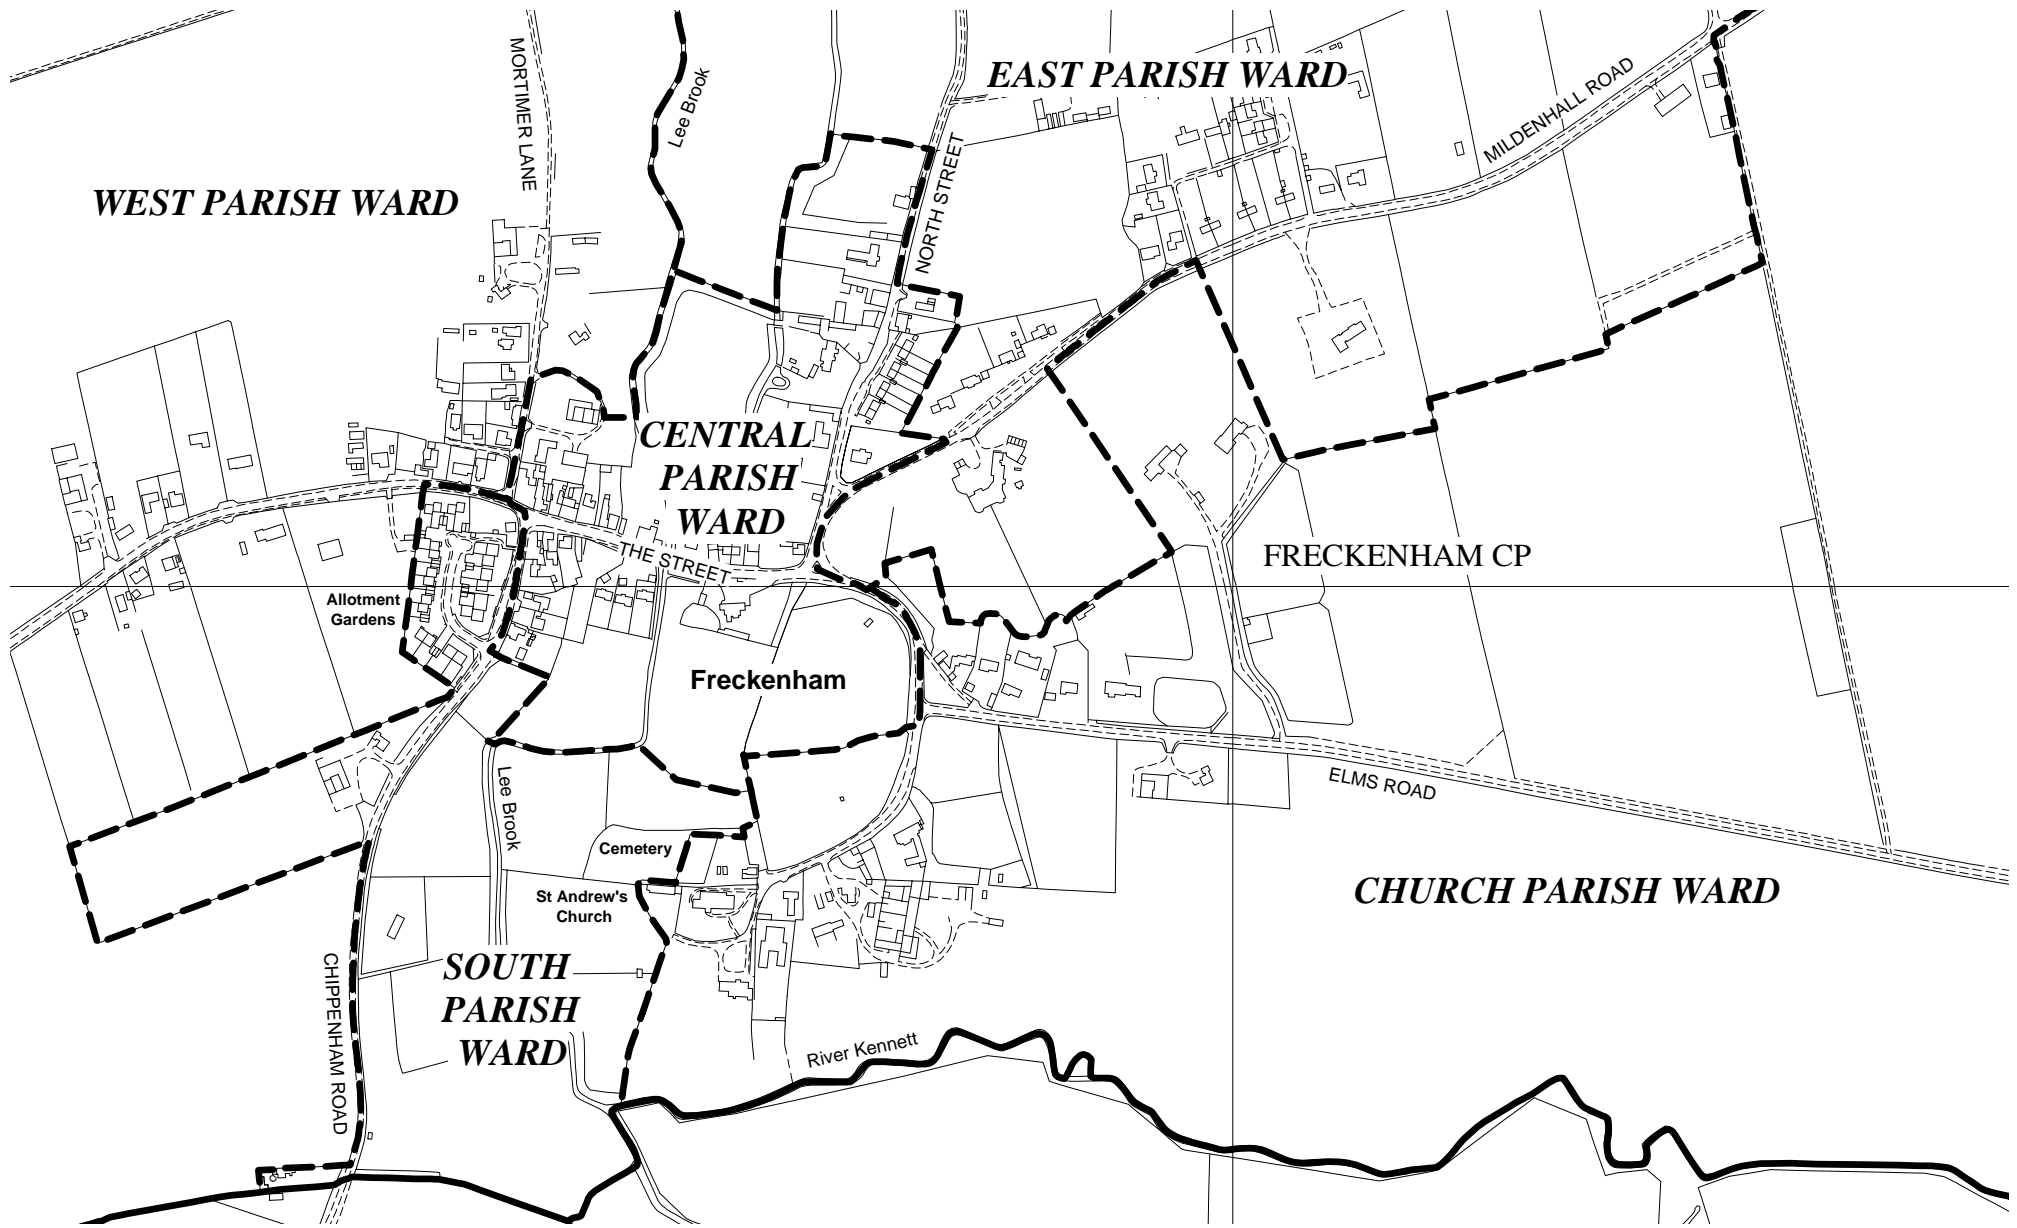 EAST PARISH WARD
MORTIMER LANE
Lee Brook
MILDENHALL ROAD
NORTH STREET
WEST PARISH WARD
CENTRAL
PARISH
WARD
THE STREET
FRECKENHAM CP
Allotment
Gardens
Freckenham
ELMS ROAD
Lee Brook
Cemetery
St Andrew's
Church
CHURCH PARISH WARD
SOUTH
PARISH
WARD
CHIPPENHAM ROAD
River Kennett